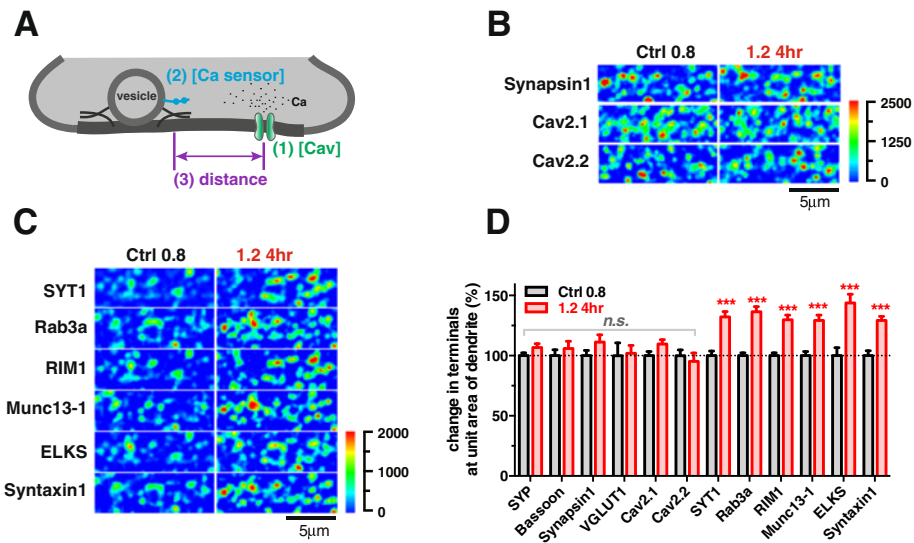 A
(2) [Ca sensor]
vesicle
Ca
(1) [Cav]
(3) distance
B
Ctrl 0.8
1.2 4hr
Synapsin1
Cav2.1
Cav2.2
2500
1250
0
5μm
C
Ctrl 0.8
1.2 4hr
SYT1
Rab3a
RIM1
Munc13-1
ELKS
Syntaxin1
2000
1000
0
5μm
D
change in terminals
at unit area of dendrite (%)
150
100
50
0
Ctrl 0.8
1.2 4hr
n.s.
***
***
***
***
***
***
SYP
Bassoon
Synapsin1
VGLUT1
Cav2.1
Cav2.2
SYT1
Rab3a
RIM1
Munc13-1
ELKS
Syntaxin1